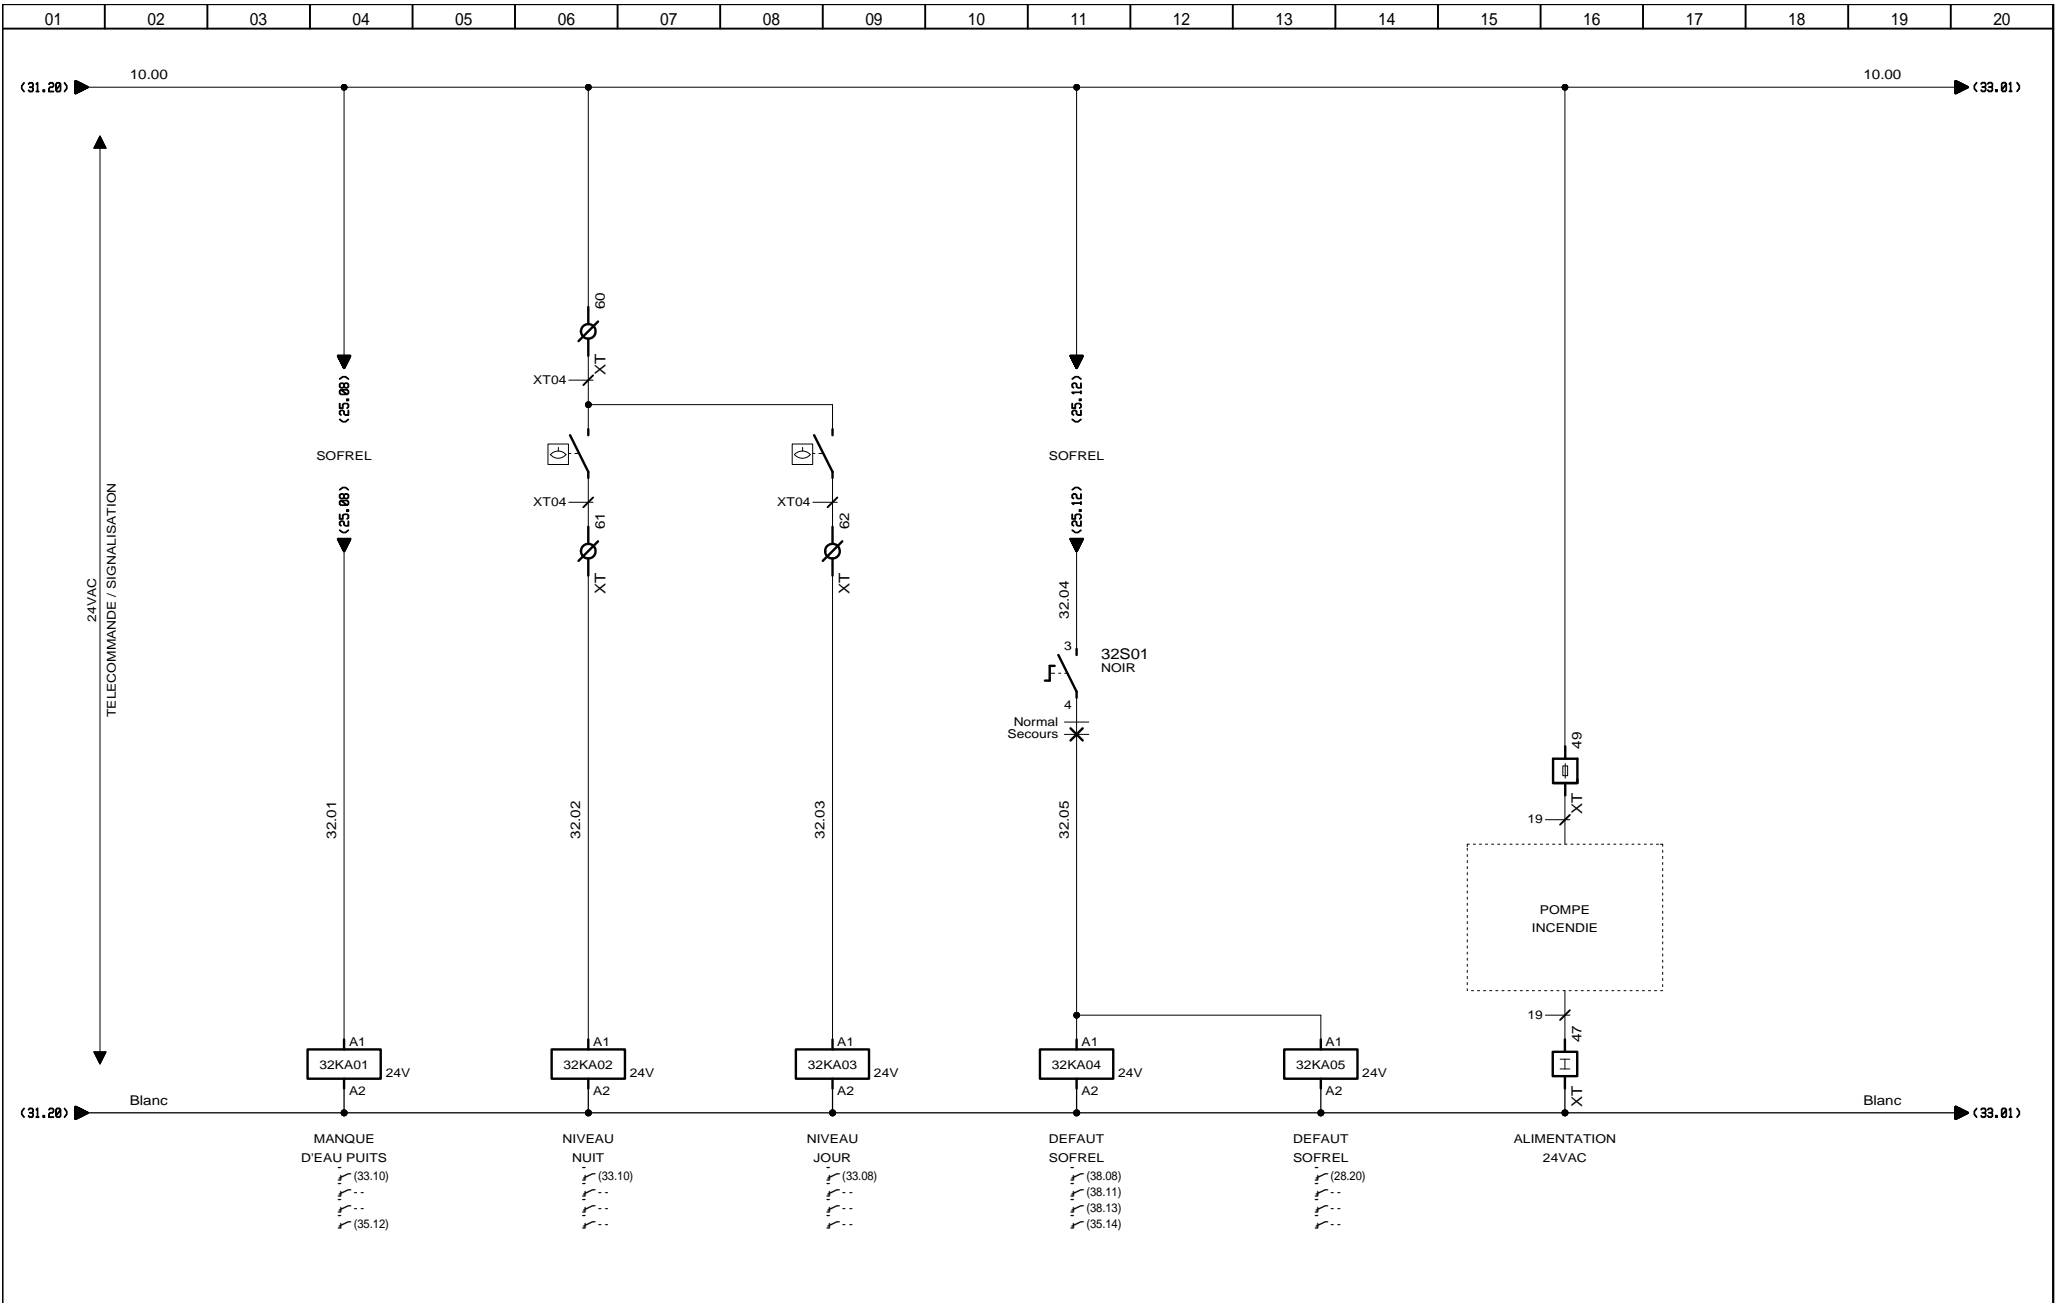 01 02 03 04 05 06 07 08 09 10 11 12 13 14 15 16 17 18 19 20
10.00 10.00
(31.20) (33.01)
24VAC
TELECOMMANDE / SIGNALISATION
60
XT
XT04
(25.08) (25.12)
SOFREL SOFREL
(25.08) (25.12)
XT04 XT04
61 62
XT XT
32.04
3
32S01
NOIR
4
Normal
Secours
49
XT
32.01 32.02 32.03 32.05
19
POMPE
INCENDIE
19
47
XT
A1 A1 A1 A1 A1
32KA01 24V 32KA02 24V 32KA03 24V 32KA04 24V 32KA05 24V
A2 A2 A2 A2 A2
Blanc Blanc
(31.20) (33.01)
MANQUE NIVEAU NIVEAU DEFAUT DEFAUT ALIMENTATION
D'EAU PUITS NUIT JOUR SOFREL SOFREL 24VAC
(33.10) (33.10) (33.08) (38.08) (28.20)
-- -- -- (38.11) --
-- -- -- (38.13) --
(35.12) -- -- (35.14) --